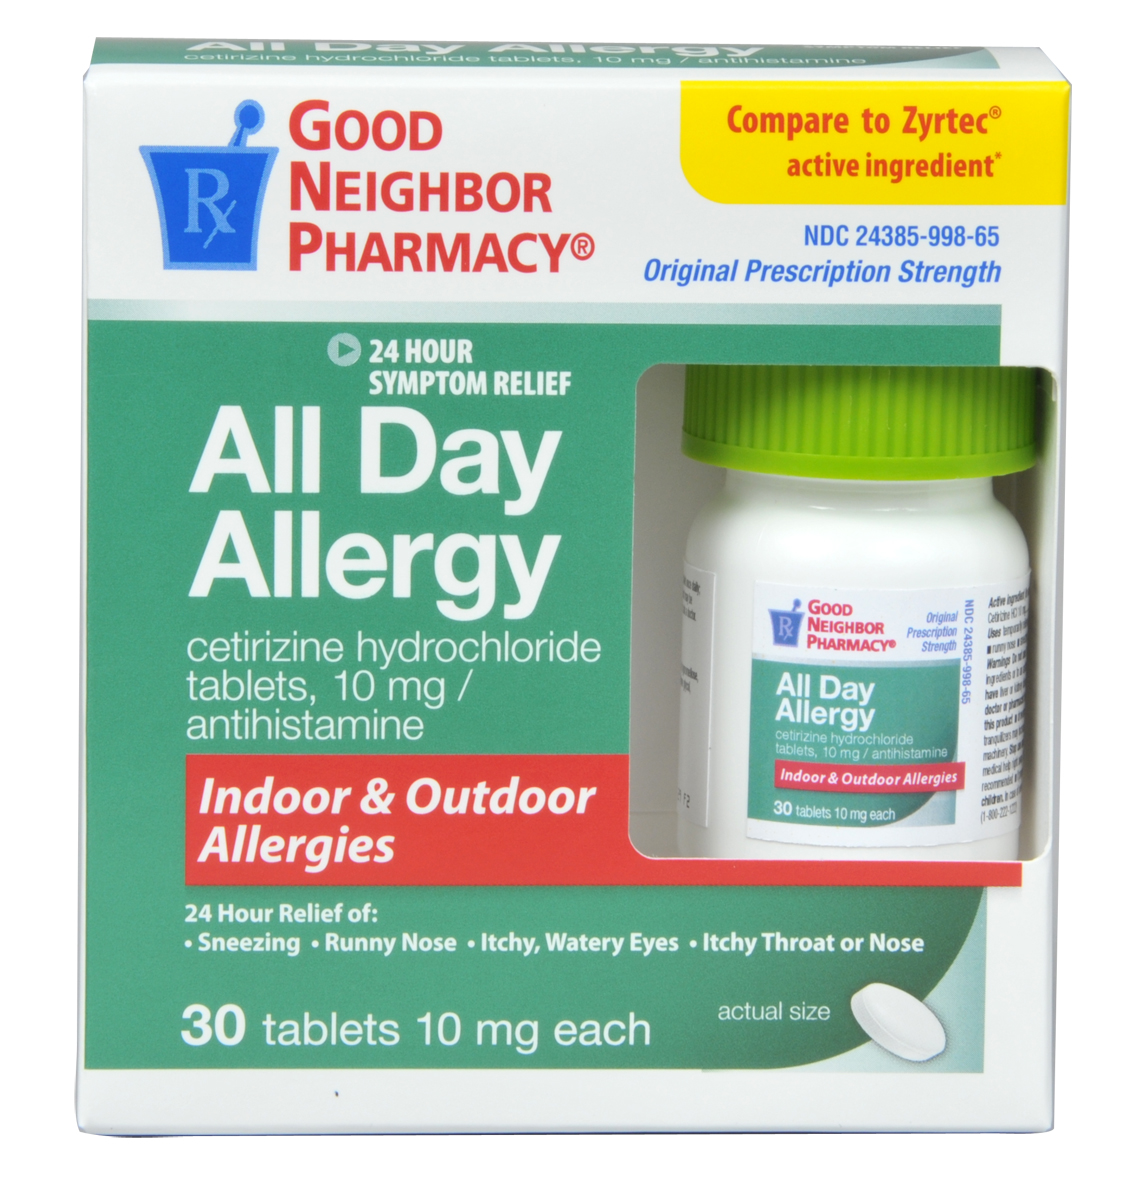 All Day Allergy
cetirizine hydrochloride tablets, 10 mg / antihistamine
Rx
GOOD
NEIGHBOR
PHARMACY®
Compare to Zyrtec®
active ingredient*
NDC 24385-998-65
Original Prescription Strength
24 HOUR
SYMPTOM RELIEF
All Day
Allergy
cetirizine hydrochloride
tablets, 10 mg /
antihistamine
Indoor & Outdoor
Allergies
24 Hour Relief of:
• Sneezing • Runny Nose • Itchy, Watery Eyes • Itchy Throat or Nose
30 tablets 10 mg each
actual size
Rx
GOOD
NEIGHBOR
PHARMACY®
Original
Prescription
Strength
NDC 24385-998-65
All Day
Allergy
cetirizine hydrochloride
tablets, 10 mg / antihistamine
Indoor & Outdoor Allergies
30 tablets 10 mg each